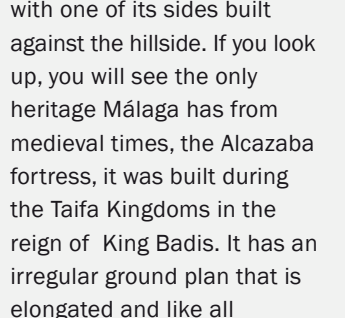 with one of its sides built
against the hillside. If you look
up, you will see the only
heritage Málaga has from
medieval times, the Alcazaba
fortress, it was built during
the Taifa Kingdoms in the
reign of  King Badis. It has an
irregular ground plan that is
elongated and like all